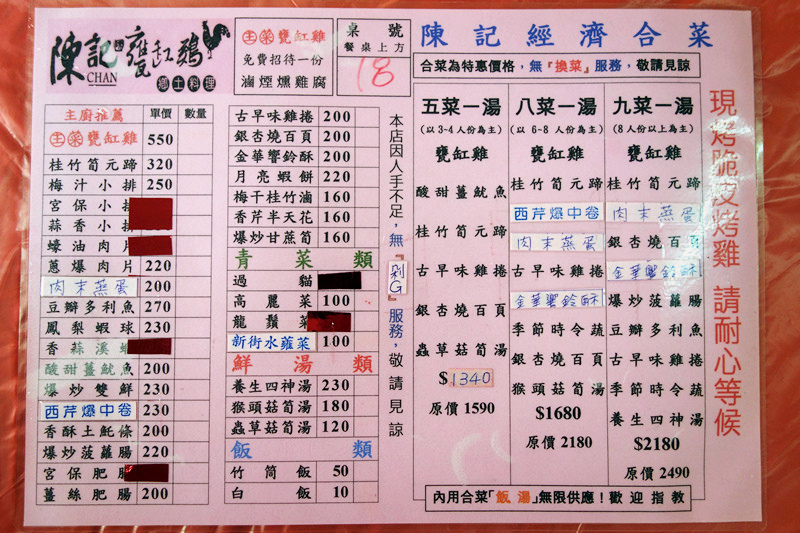 陳記甕缸鷄
CHAN
鄉土料理
主菜甕缸雞
免費招待一份
滷煙燻雞腐
桌號
餐桌上方
18
主廚推薦 單價 數量
主菜甕缸雞 550
桂竹筍元蹄 320
梅汁小排 250
宮保小排
蒜香小
蠔油肉片
蔥爆肉片 220
肉末蒸蛋 200
豆瓣多利魚 270
鳳梨蝦球 230
香蒜溪蝦
酸甜薑魷魚 200
爆炒雙鮮 230
西芹爆中卷 230
香酥土魠條 200
爆炒菠蘿腸 220
宮保肥腸
薑絲肥腸 200
古早味雞捲 200
銀杏燒百頁 200
金華響鈴酥 200
月亮蝦餅 220
梅干桂竹滷 160
香芹半天花 160
爆炒甘蔗筍 160
青菜類
過貓
高麗菜 100
龍鬚菜
新街水蕹菜 100
鮮湯類
養生四神湯 230
猴頭菇筍湯 180
蟲草菇筍湯 120
飯類
竹筒飯 50
白飯 10
本店因人手不足,無『剁G』服務,敬請見諒
陳記經濟合菜
合菜為特惠價格,無『換菜』服務,敬請見諒
五菜一湯
(以3-4人份為主)
甕缸雞
酸甜薑魷魚
桂竹筍元蹄
古早味雞捲
銀杏燒百頁
蟲草菇筍湯
$1340
原價1590
八菜一湯
(以6-8人份為主)
甕缸雞
桂竹筍元蹄
西芹爆中卷
肉末蒸蛋
古早味雞捲
金華響鈴酥
季節時令蔬
銀杏燒百頁
猴頭菇筍湯
$1680
原價2180
九菜一湯
(8人份以上為主)
甕缸雞
桂竹筍元蹄
肉末蒸蛋
銀杏燒百頁
金華響鈴酥
爆炒菠蘿腸
豆瓣多利魚
古早味雞捲
季節時令蔬
養生四神湯
$2180
原價2490
內用合菜「飯湯」無限供應!歡迎指教
現烤脆皮烤雞 請耐心等候